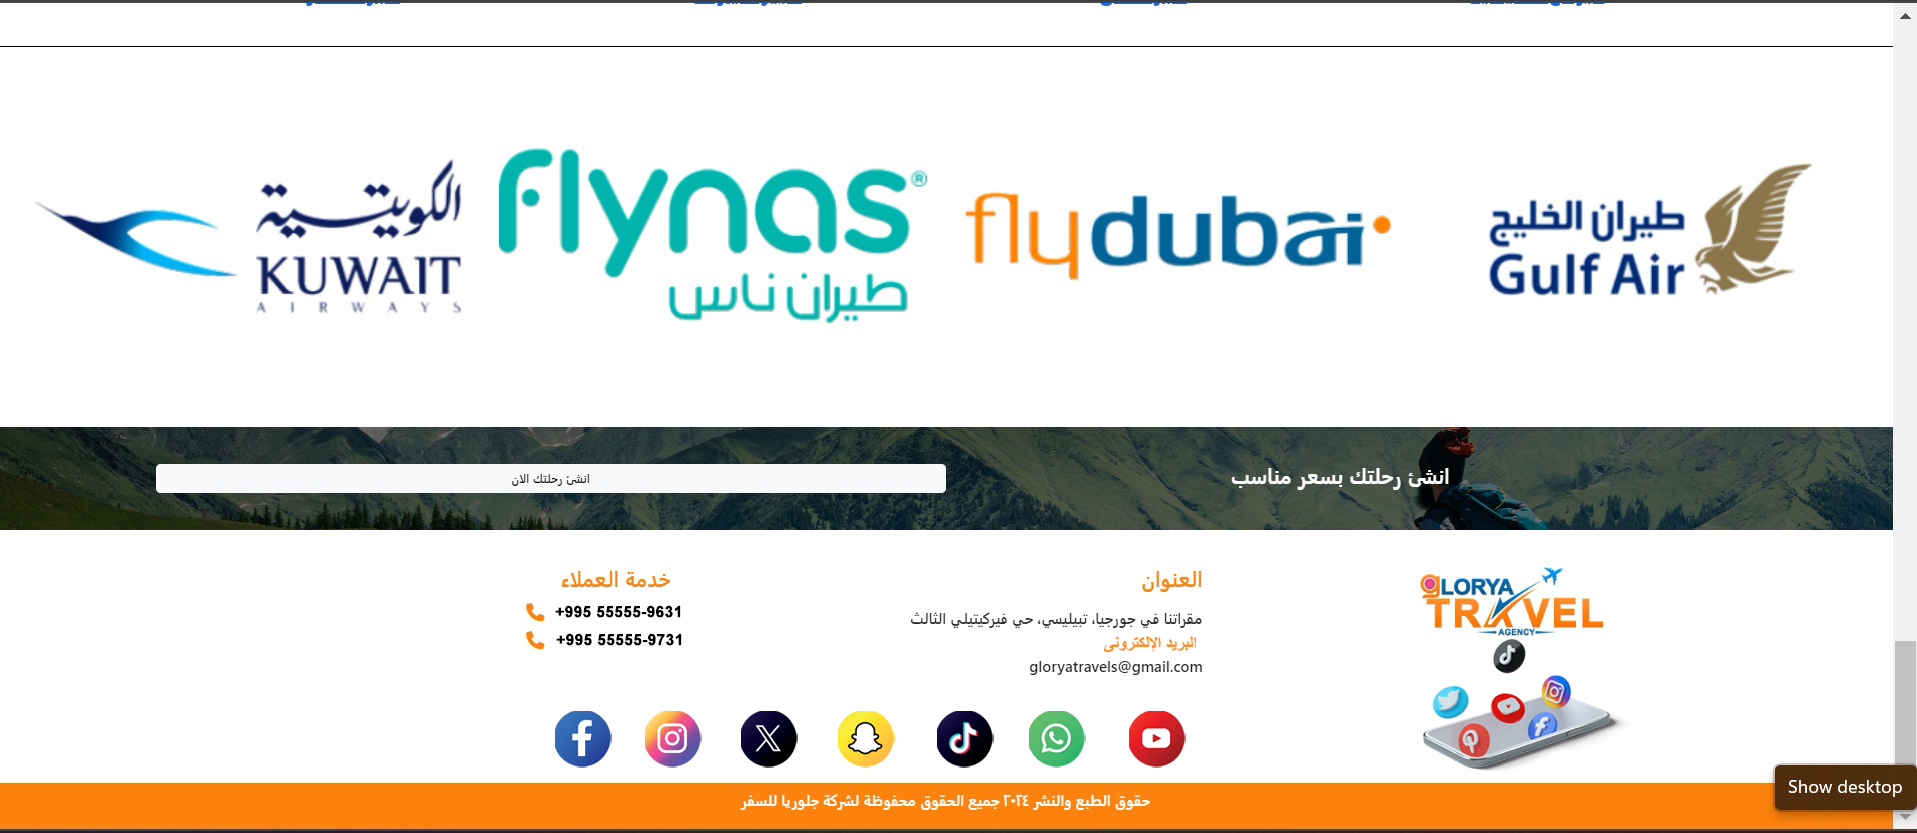 طيران الخليج
Gulf Air
flydubai
flynas®
طيران ناس
الكويتية
KUWAIT
AIRWAYS
انشئ رحلتك بسعر مناسب
انشئ رحلتك الان
GLORYA
TRAVEL
AGENCY
العنوان
مقراتنا في جورجيا، تبيليسي، حي فيركيتيلي الثالث
البريد الإلكتروني
gloryatravels@gmail.com
خدمة العملاء
+995 55555-9631
+995 55555-9731
حقوق الطبع والنشر ٢٠٢٤ جميع الحقوق محفوظة لشركة جلوريا للسفر
Show desktop